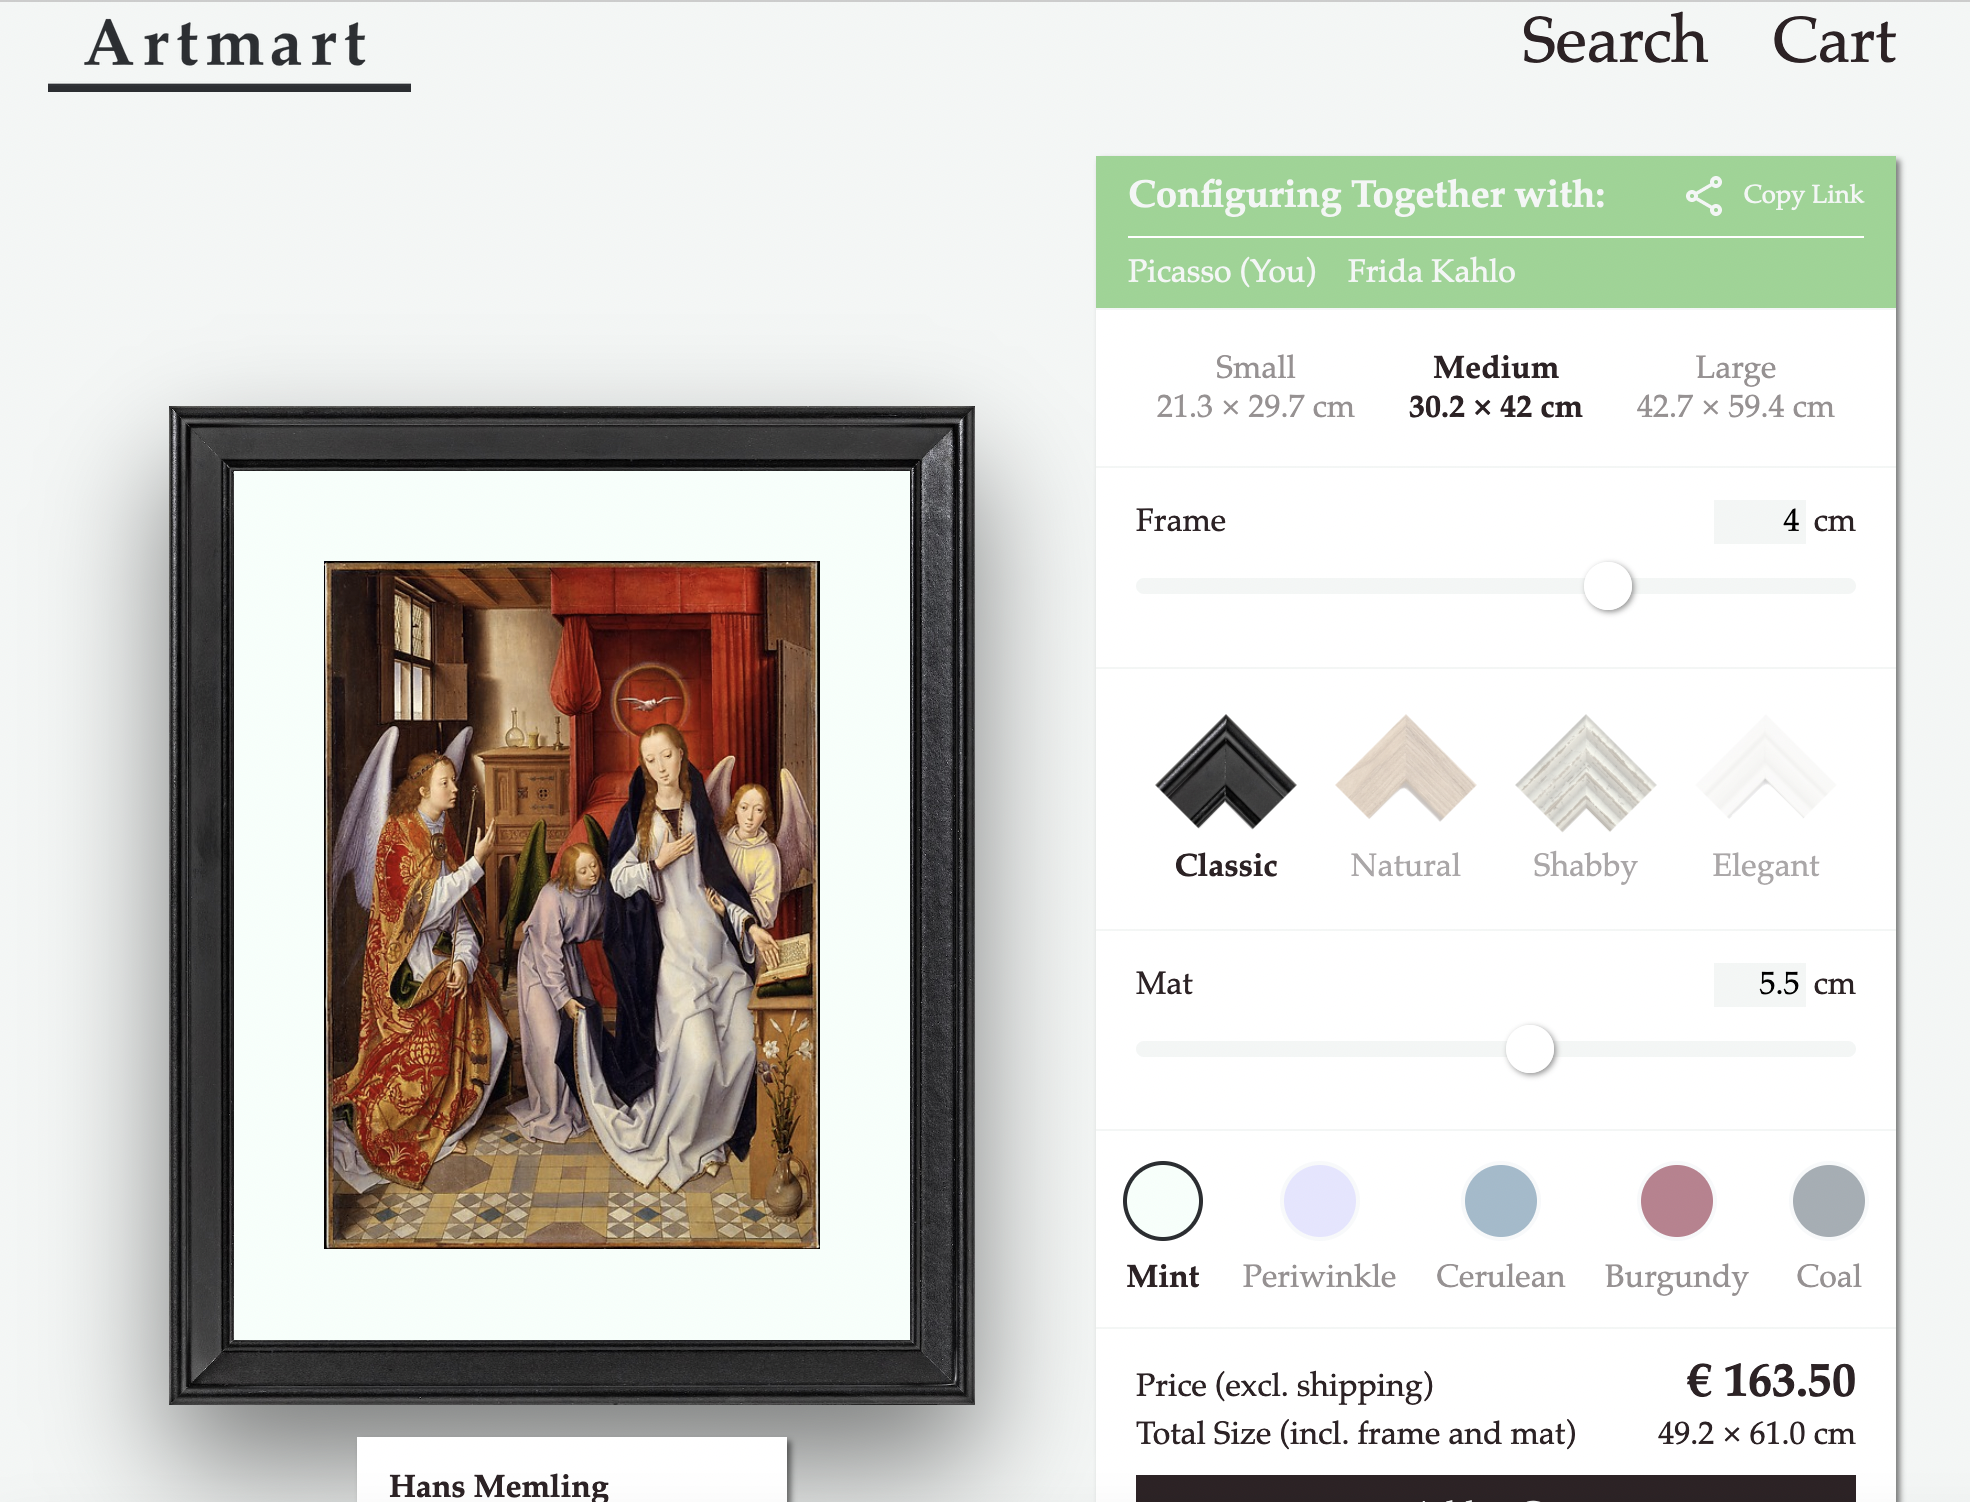 Artmart
Search Cart
Configuring Together with: Copy Link
Picasso (You) Frida Kahlo
Small Medium Large
21.3 × 29.7 cm 30.2 × 42 cm 42.7 × 59.4 cm
Frame 4 cm
Classic Natural Shabby Elegant
Mat 5.5 cm
Mint Periwinkle Cerulean Burgundy Coal
Price (excl. shipping) € 163.50
Total Size (incl. frame and mat) 49.2 × 61.0 cm
Hans Memling